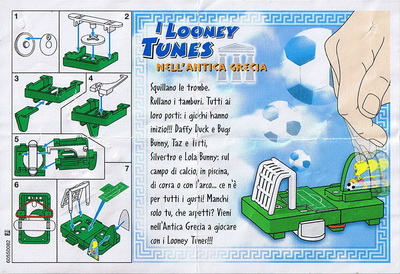 1
2
3
4
5
6
7
I LOONEY
TUNES
NELL'ANTICA GRECIA
Squillano le trombe.
Rullano i tamburi. Tutti ai
loro posti: i giochi hanno
inizio!!! Daffy Duck e Bugs
Bunny, Taz e Titti,
Silvestro e Lola Bunny: sul
campo di calcio, in piscina,
di corsa o con l'arco... ce n'è
per tutti i gusti! Manchi
solo tu, che aspetti? Vieni
nell'Antica Grecia a giocare
con i Looney Tunes!!!